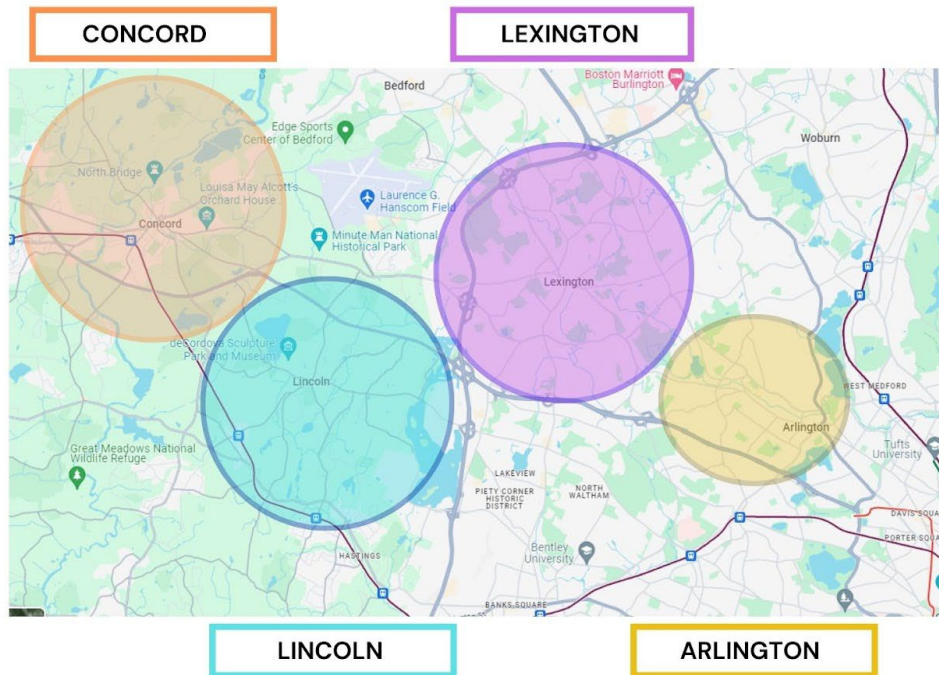 CONCORD
LEXINGTON
Bedford
Boston Marriott
Burlington
Woburn
Edge Sports
Center of Bedford
North Bridge
Louisa May Alcott's
Orchard House
Laurence G.
Hanscom Field
Concord
Minute Man National
Historical Park
Lexington
deCordova Sculpture
Park and Museum
Lincoln
WEST MEDFORD
Arlington
Tufts
University
Great Meadows National
Wildlife Refuge
LAKEVIEW
PIETY CORNER
HISTORIC
DISTRICT
NORTH
WALTHAM
DAVIS SQUA
PORTER SQUA
HASTINGS
Bentley
University
BANKS SQUARE
LINCOLN
ARLINGTON